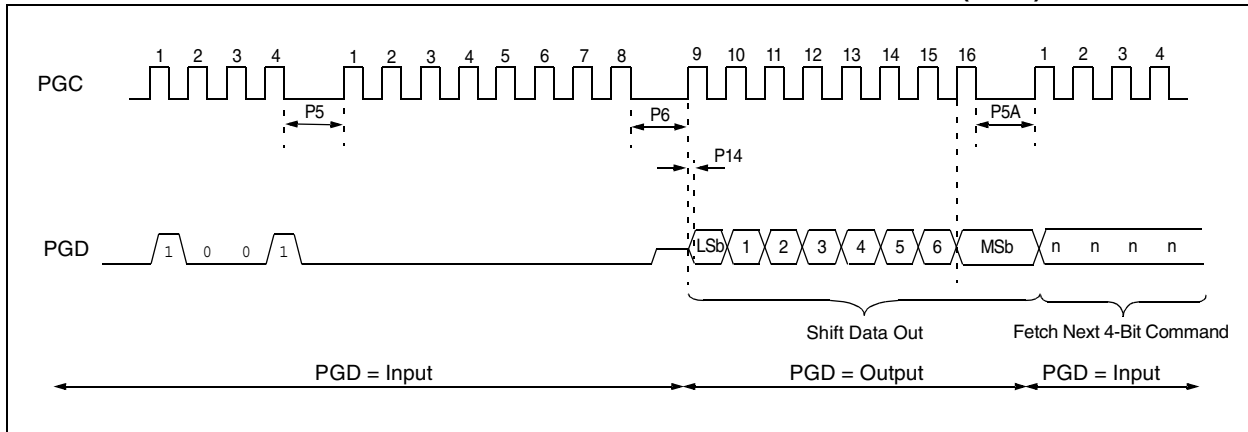 1 2 3 4 1 2 3 4 5 6 7 8 9 10 11 12 13 14 15 16 1 2 3 4
PGC
P5 P6 P5A
P14
PGD 1 0 0 1 LSb 1 2 3 4 5 6 MSb n n n n
Shift Data Out Fetch Next 4-Bit Command
PGD = Input PGD = Output PGD = Input